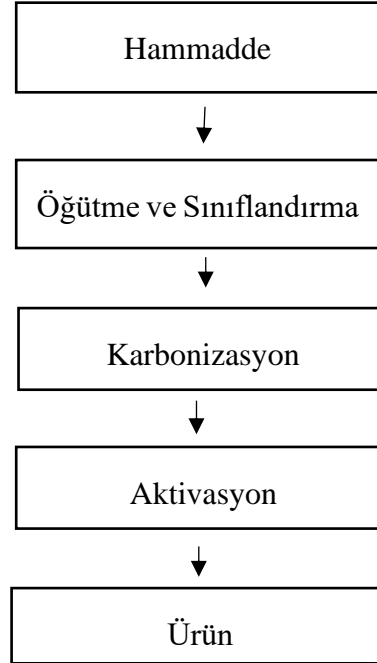 Hammadde
Öğütme ve Sınıflandırma
Karbonizasyon
Aktivasyon
Ürün